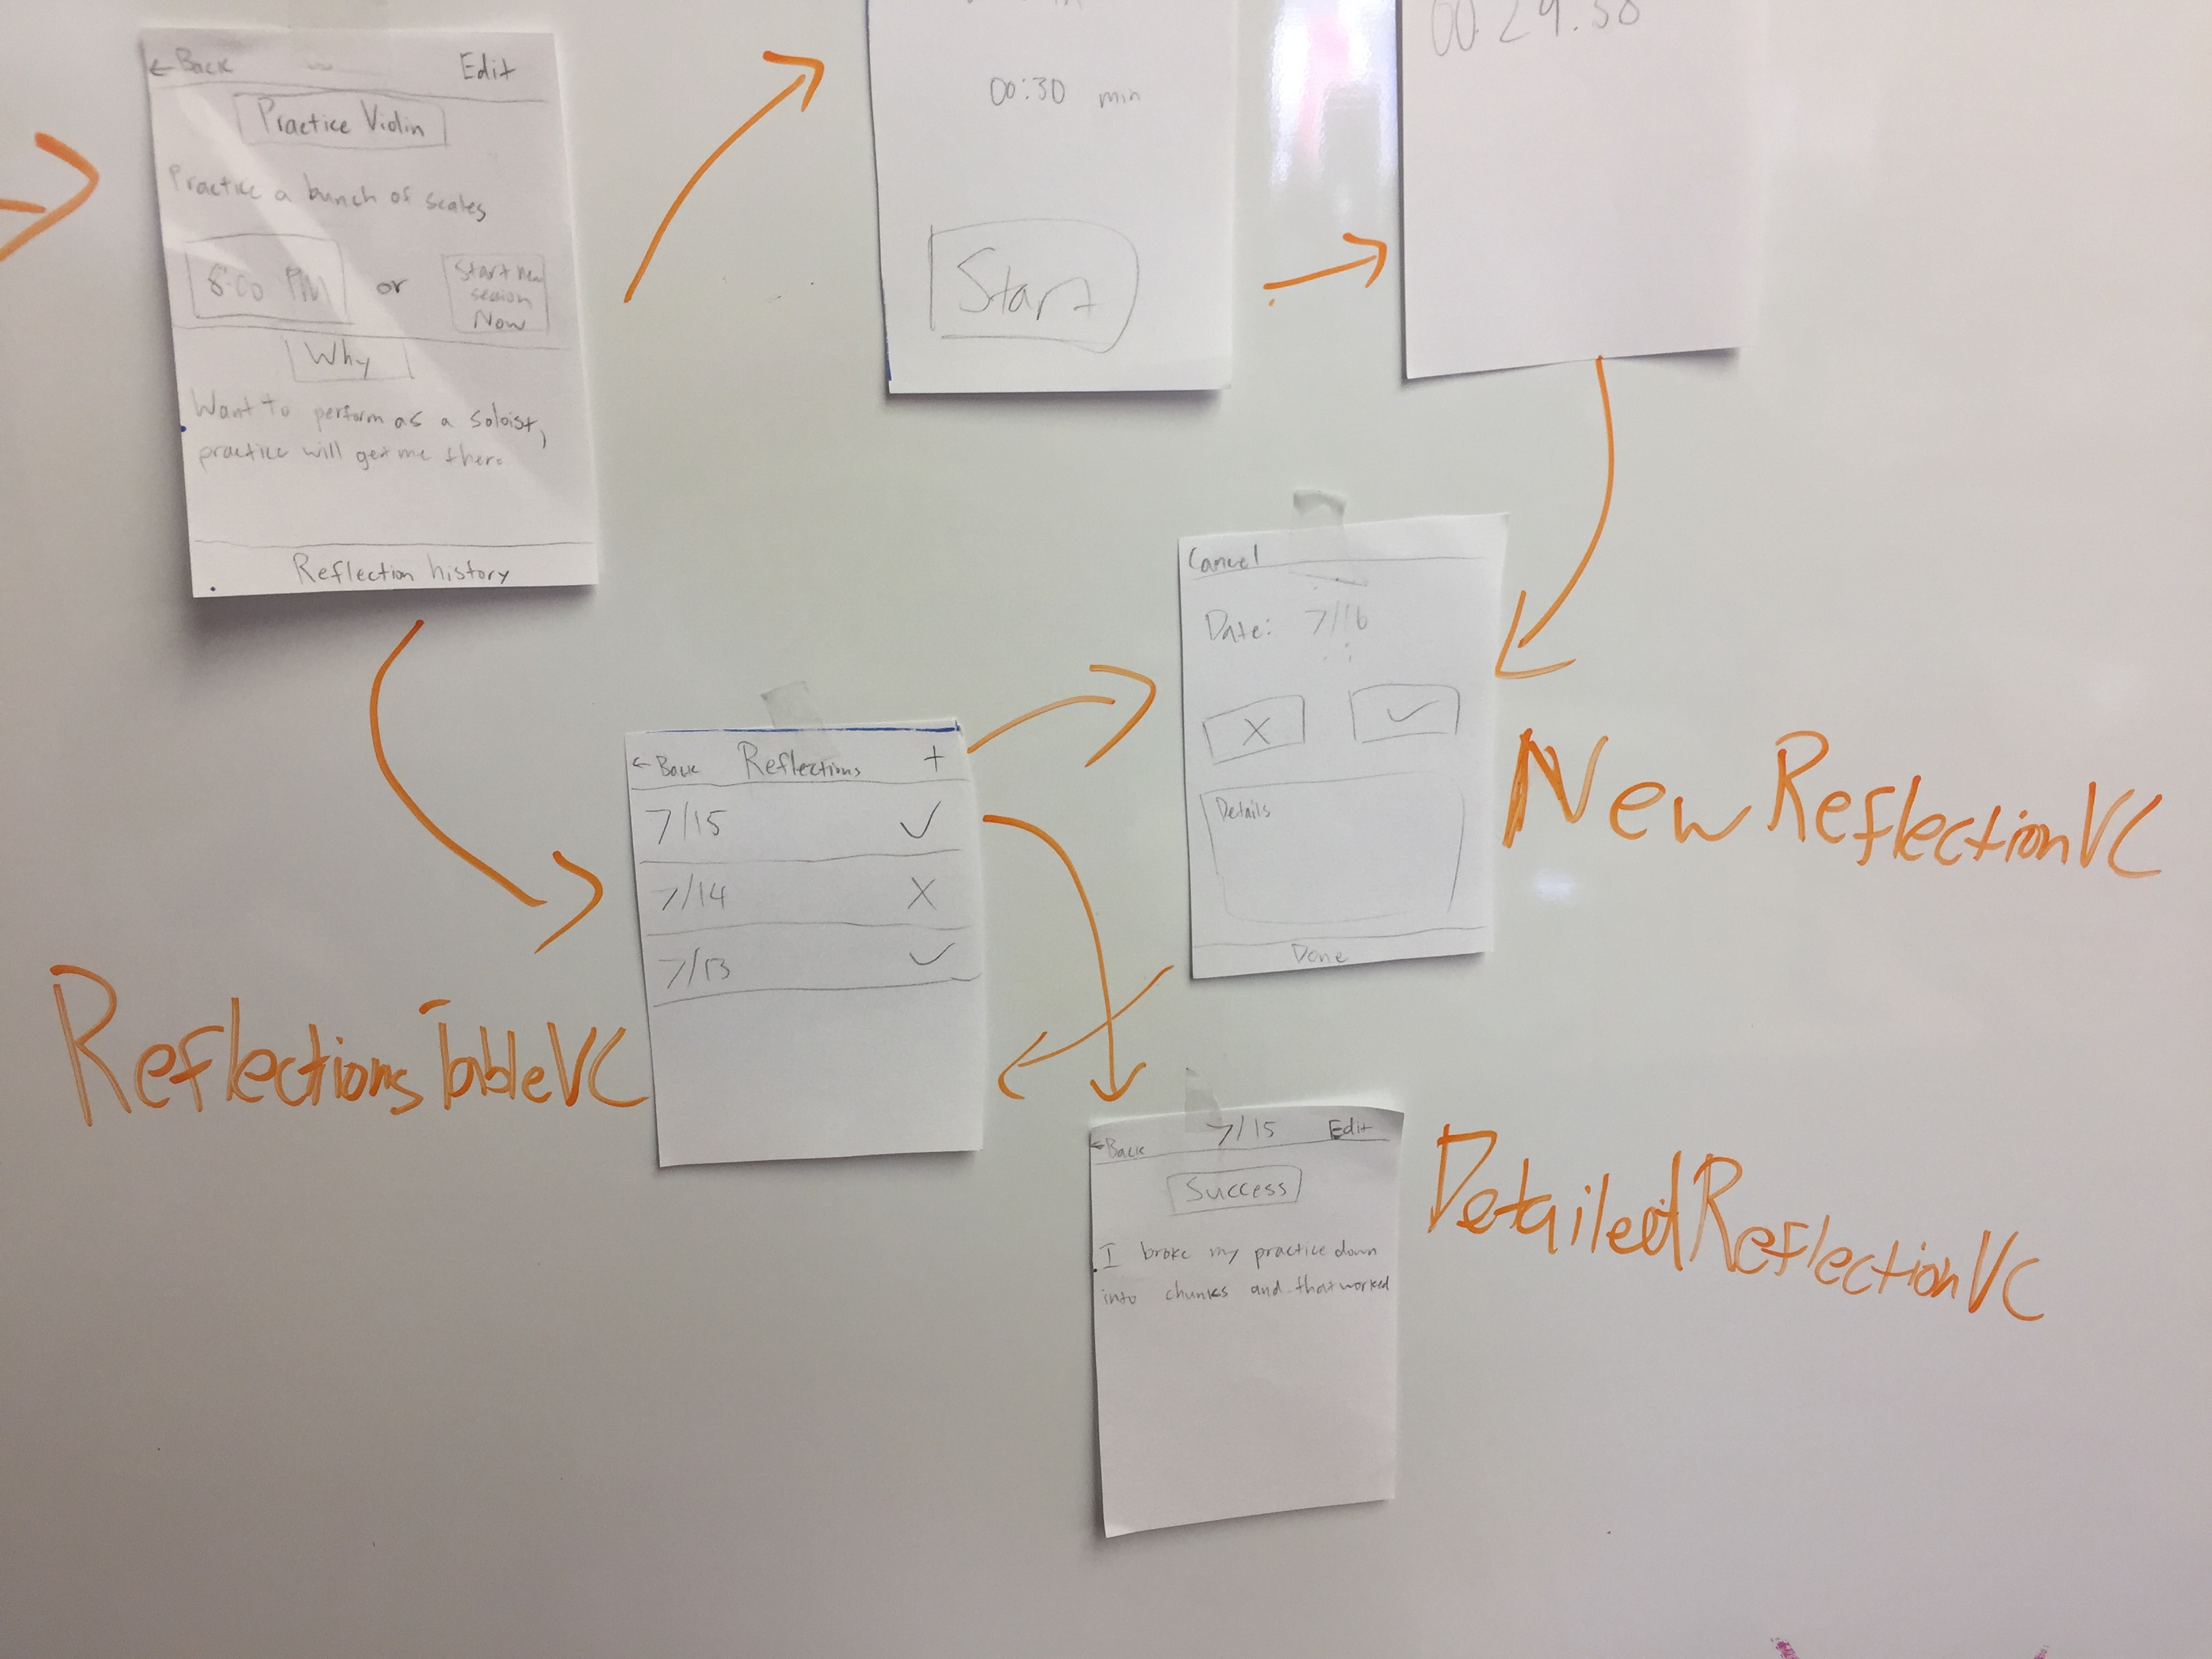 ← Back
Edit
Practice Violin
Practice a bunch of scales
8:00 PM
or
Start new
session
Now
Why
Want to perform as a soloist,
practice will get me there
Reflection history
00:30 min
Start
00:29.30
← Back Reflections +
7/15 ✓
7/14 X
7/13 ✓
ReflectionsTableVC
Cancel
Date: 7/16
X ✓
Details
Done
NewReflectionVC
← Back 7/15 Edit
Success
I broke my practice down
into chunks and that worked
DetailedReflectionVC